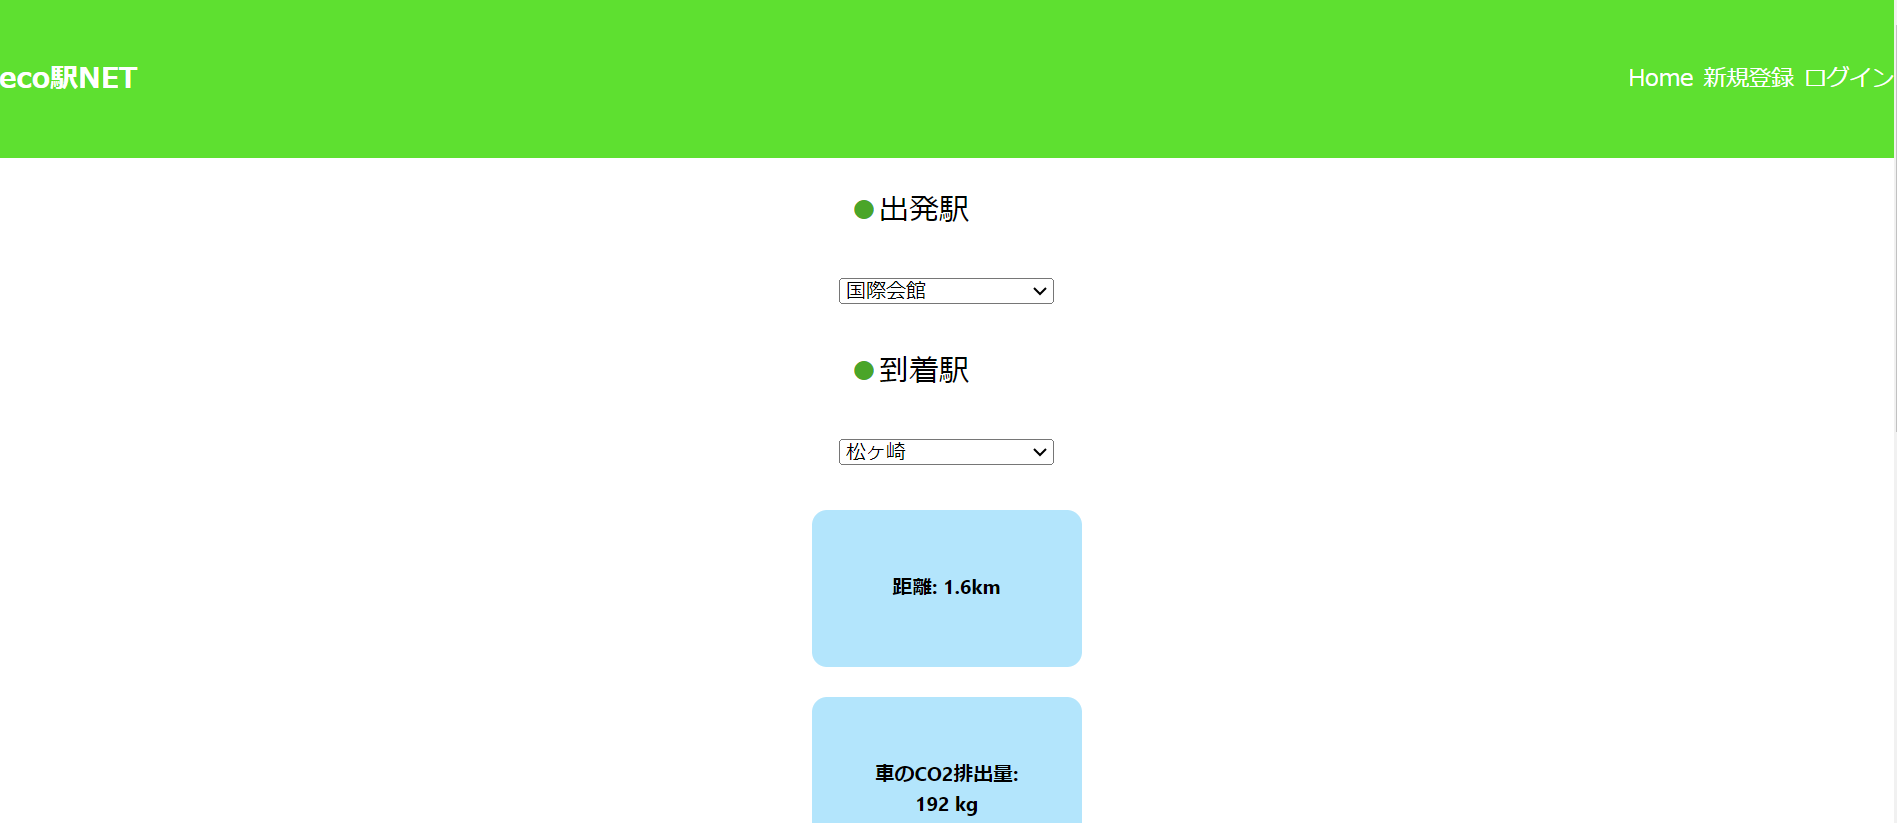 eco駅NET
Home 新規登録 ログイン
●出発駅
国際会館
●到着駅
松ヶ崎
距離: 1.6km
車のCO2排出量:
192 kg